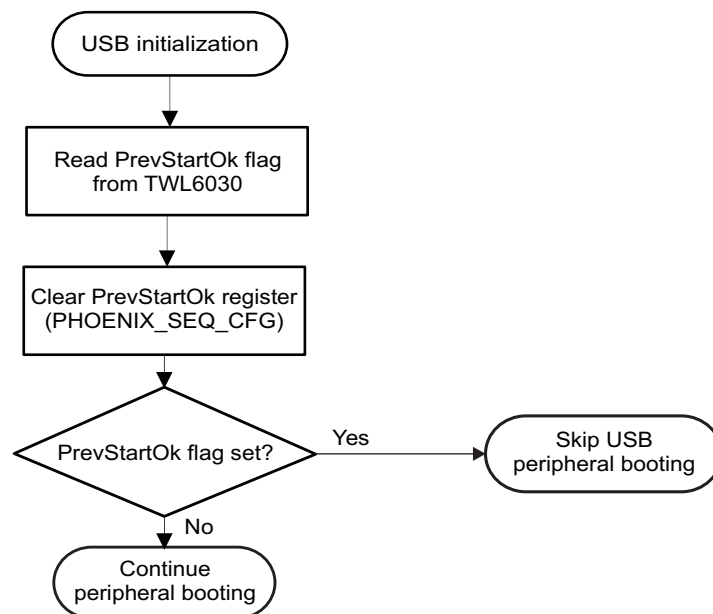 USB initialization
Read PrevStartOk flag
from TWL6030
Clear PrevStartOk register
(PHOENIX_SEQ_CFG)
PrevStartOk flag set?
Yes
Skip USB
peripheral booting
No
Continue
peripheral booting